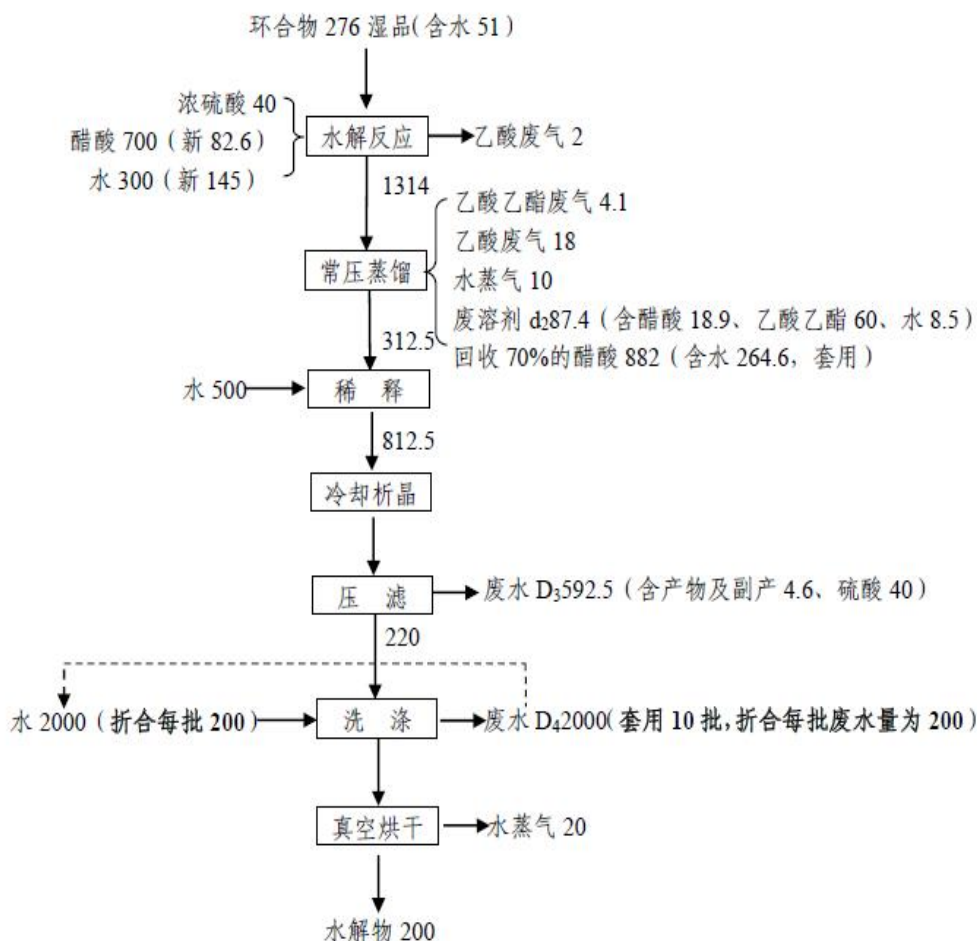 环合物 276 湿品(含水 51)
浓硫酸 40
醋酸 700（新 82.6）
水 300（新 145）
水解反应
乙酸废气 2
1314
乙酸乙酯废气 4.1
乙酸废气 18
常压蒸馏
水蒸气 10
废溶剂 d₂87.4（含醋酸 18.9、乙酸乙酯 60、水 8.5）
312.5
回收 70%的醋酸 882（含水 264.6，套用）
水 500
稀 释
812.5
冷却析晶
压 滤
废水 D₃592.5（含产物及副产 4.6、硫酸 40）
220
水 2000（折合每批 200）
洗 涤
废水 D₄2000(套用 10 批,折合每批废水量为 200)
真空烘干
水蒸气 20
水解物 200